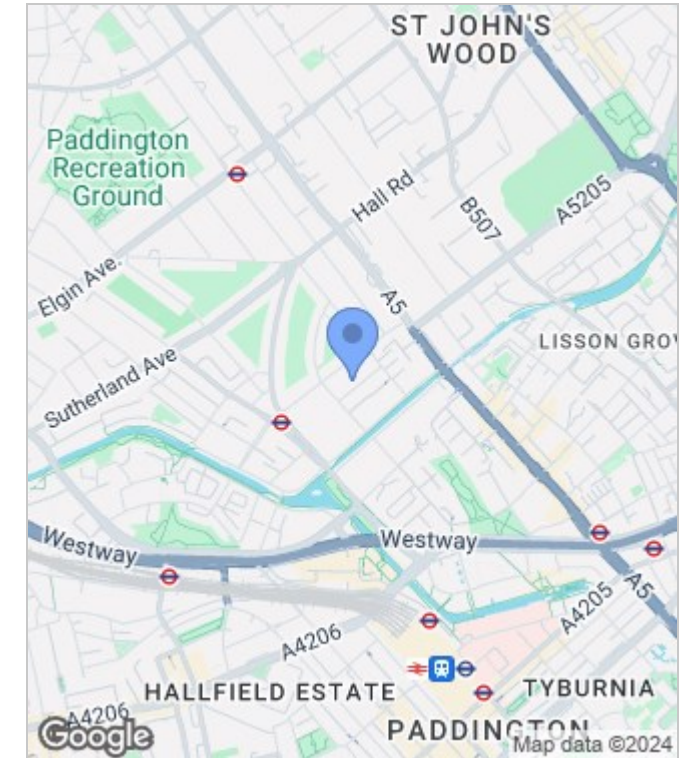 ST JOHN'S
WOOD
Paddington
Recreation
Ground
Hall Rd
B507
A5205
Elgin Ave.
A5
LISSON GROV
Sutherland Ave
Westway
Westway
A5
A4205
A4206
HALLFIELD ESTATE
TYBURNIA
A4206
PADDINGTON
Google
Map data ©2024